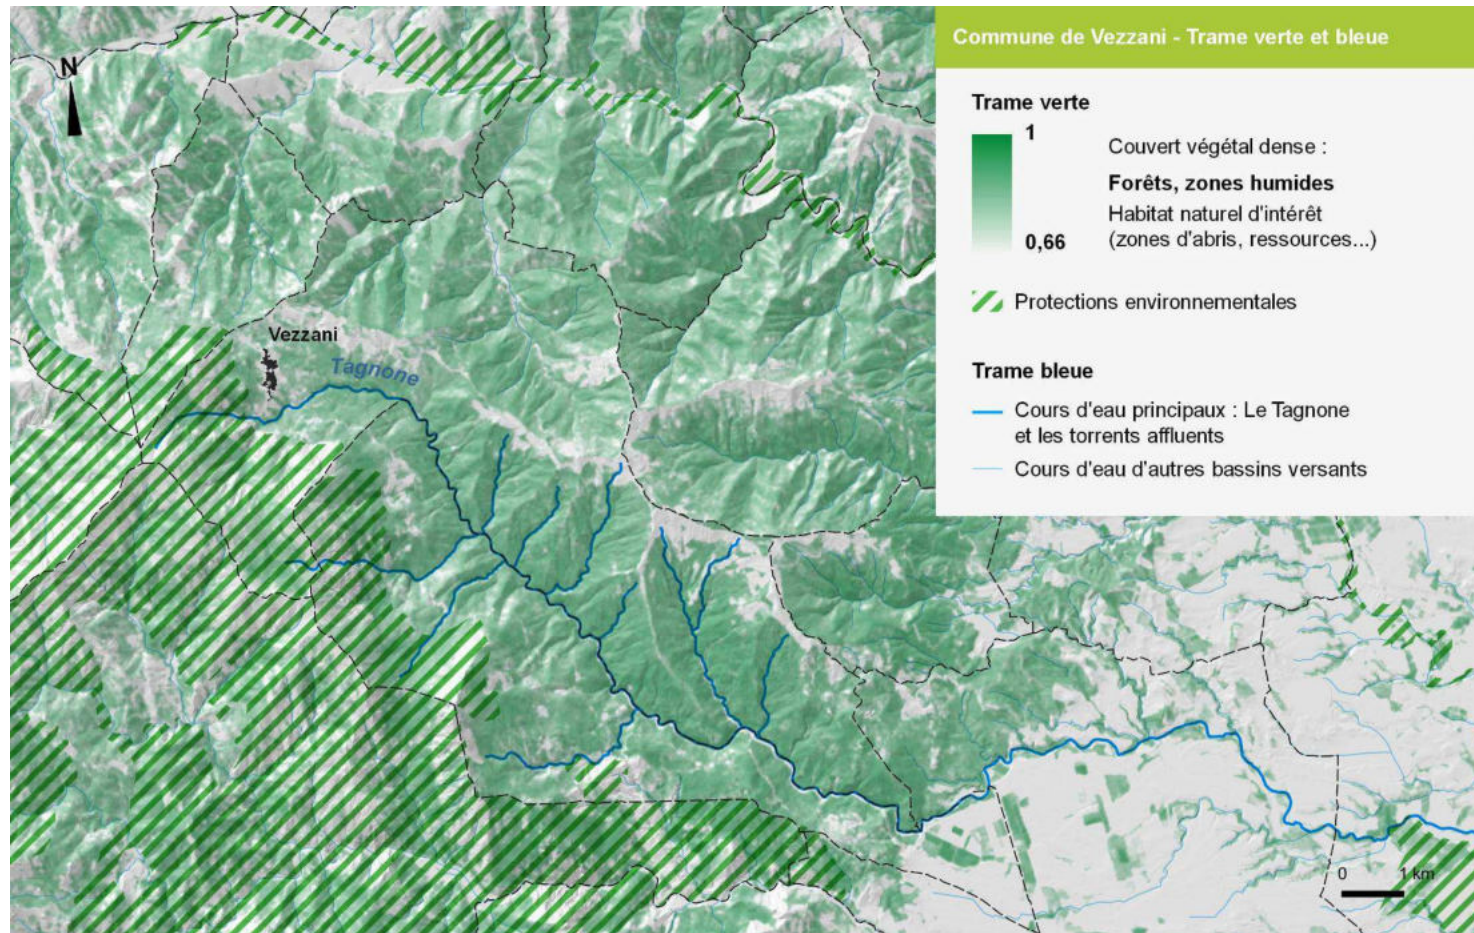 Commune de Vezzani - Trame verte et bleue
N
Trame verte
1
Couvert végétal dense :
Forêts, zones humides
Habitat naturel d'intérêt
0,66
(zones d'abris, ressources...)
Protections environnementales
Vezzani
Tagnone
Trame bleue
Cours d'eau principaux : Le Tagnone
et les torrents affluents
Cours d'eau d'autres bassins versants
0 1 km